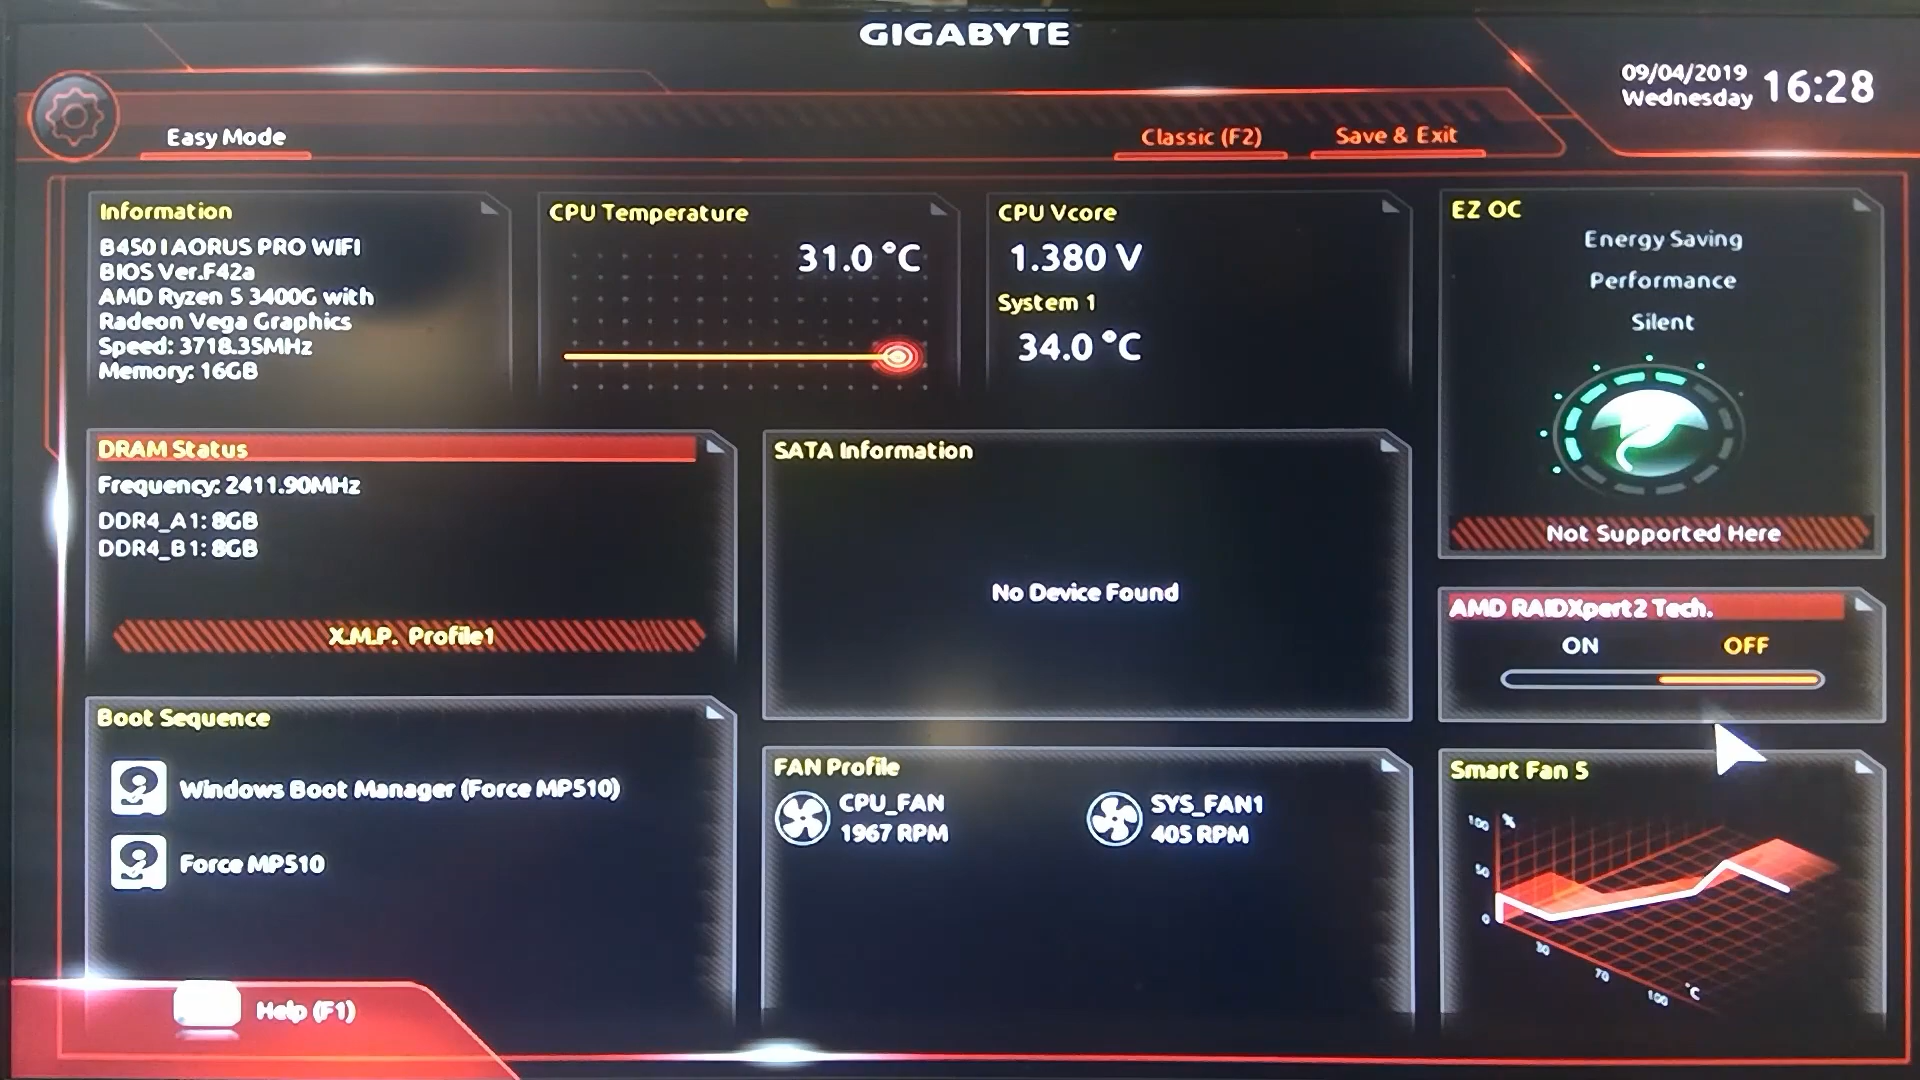 GIGABYTE
09/04/2019
Wednesday
16:28
Easy Mode
Classic (F2)
Save & Exit
Information
B450 I AORUS PRO WIFI
BIOS Ver.F42a
AMD Ryzen 5 3400G with
Radeon Vega Graphics
Speed: 3718.35MHz
Memory: 16GB
CPU Temperature
31.0 °C
CPU Vcore
1.380 V
System 1
34.0 °C
EZ OC
Energy Saving
Performance
Silent
Not Supported Here
DRAM Status
Frequency: 2411.90MHz
DDR4_A1: 8GB
DDR4_B1: 8GB
X.M.P. Profile1
SATA Information
No Device Found
AMD RAIDXpert2 Tech.
ON
OFF
Boot Sequence
Windows Boot Manager (Force MP510)
Force MP510
FAN Profile
CPU_FAN
1967 RPM
SYS_FAN1
405 RPM
Smart Fan 5
100 %
50
0
30
70
100
°C
Help (F1)